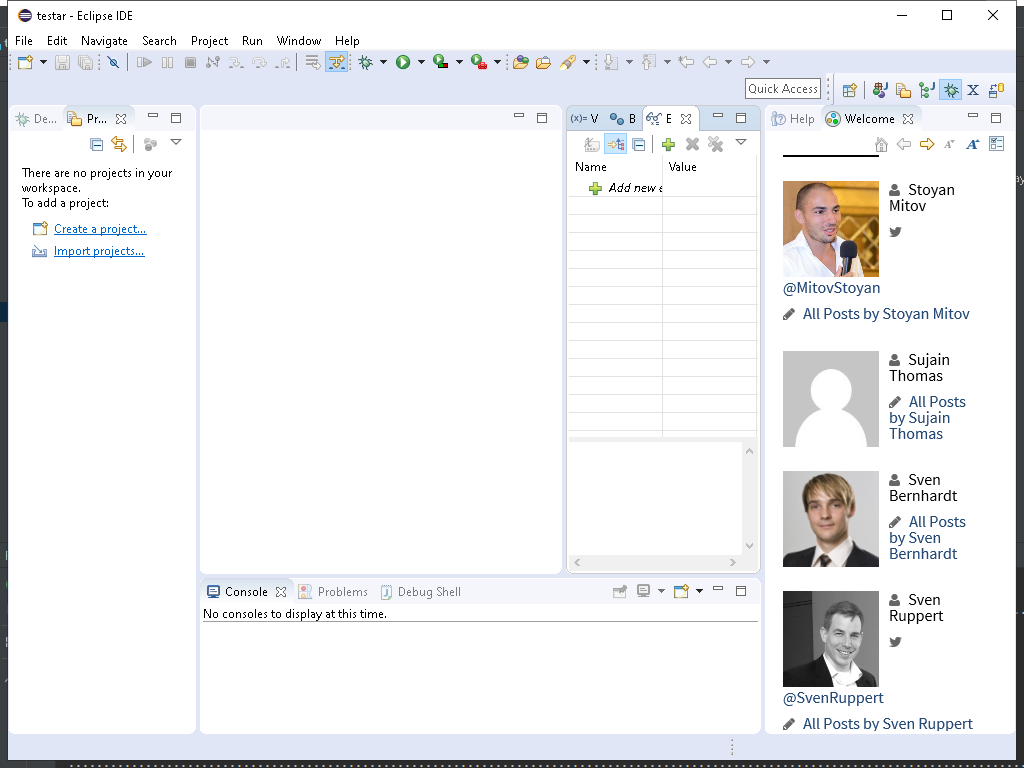 testar - Eclipse IDE
File Edit Navigate Search Project Run Window Help
Quick Access
De...
Pr...
There are no projects in your
workspace.
To add a project:
Create a project...
Import projects...
(x)= V
B
E
Name
Value
Add new e
Console
Problems
Debug Shell
No consoles to display at this time.
Help
Welcome
Stoyan
Mitov
@MitovStoyan
All Posts by Stoyan Mitov
Sujain
Thomas
All Posts
by Sujain
Thomas
Sven
Bernhardt
All Posts
by Sven
Bernhardt
Sven
Ruppert
@SvenRuppert
All Posts by Sven Ruppert